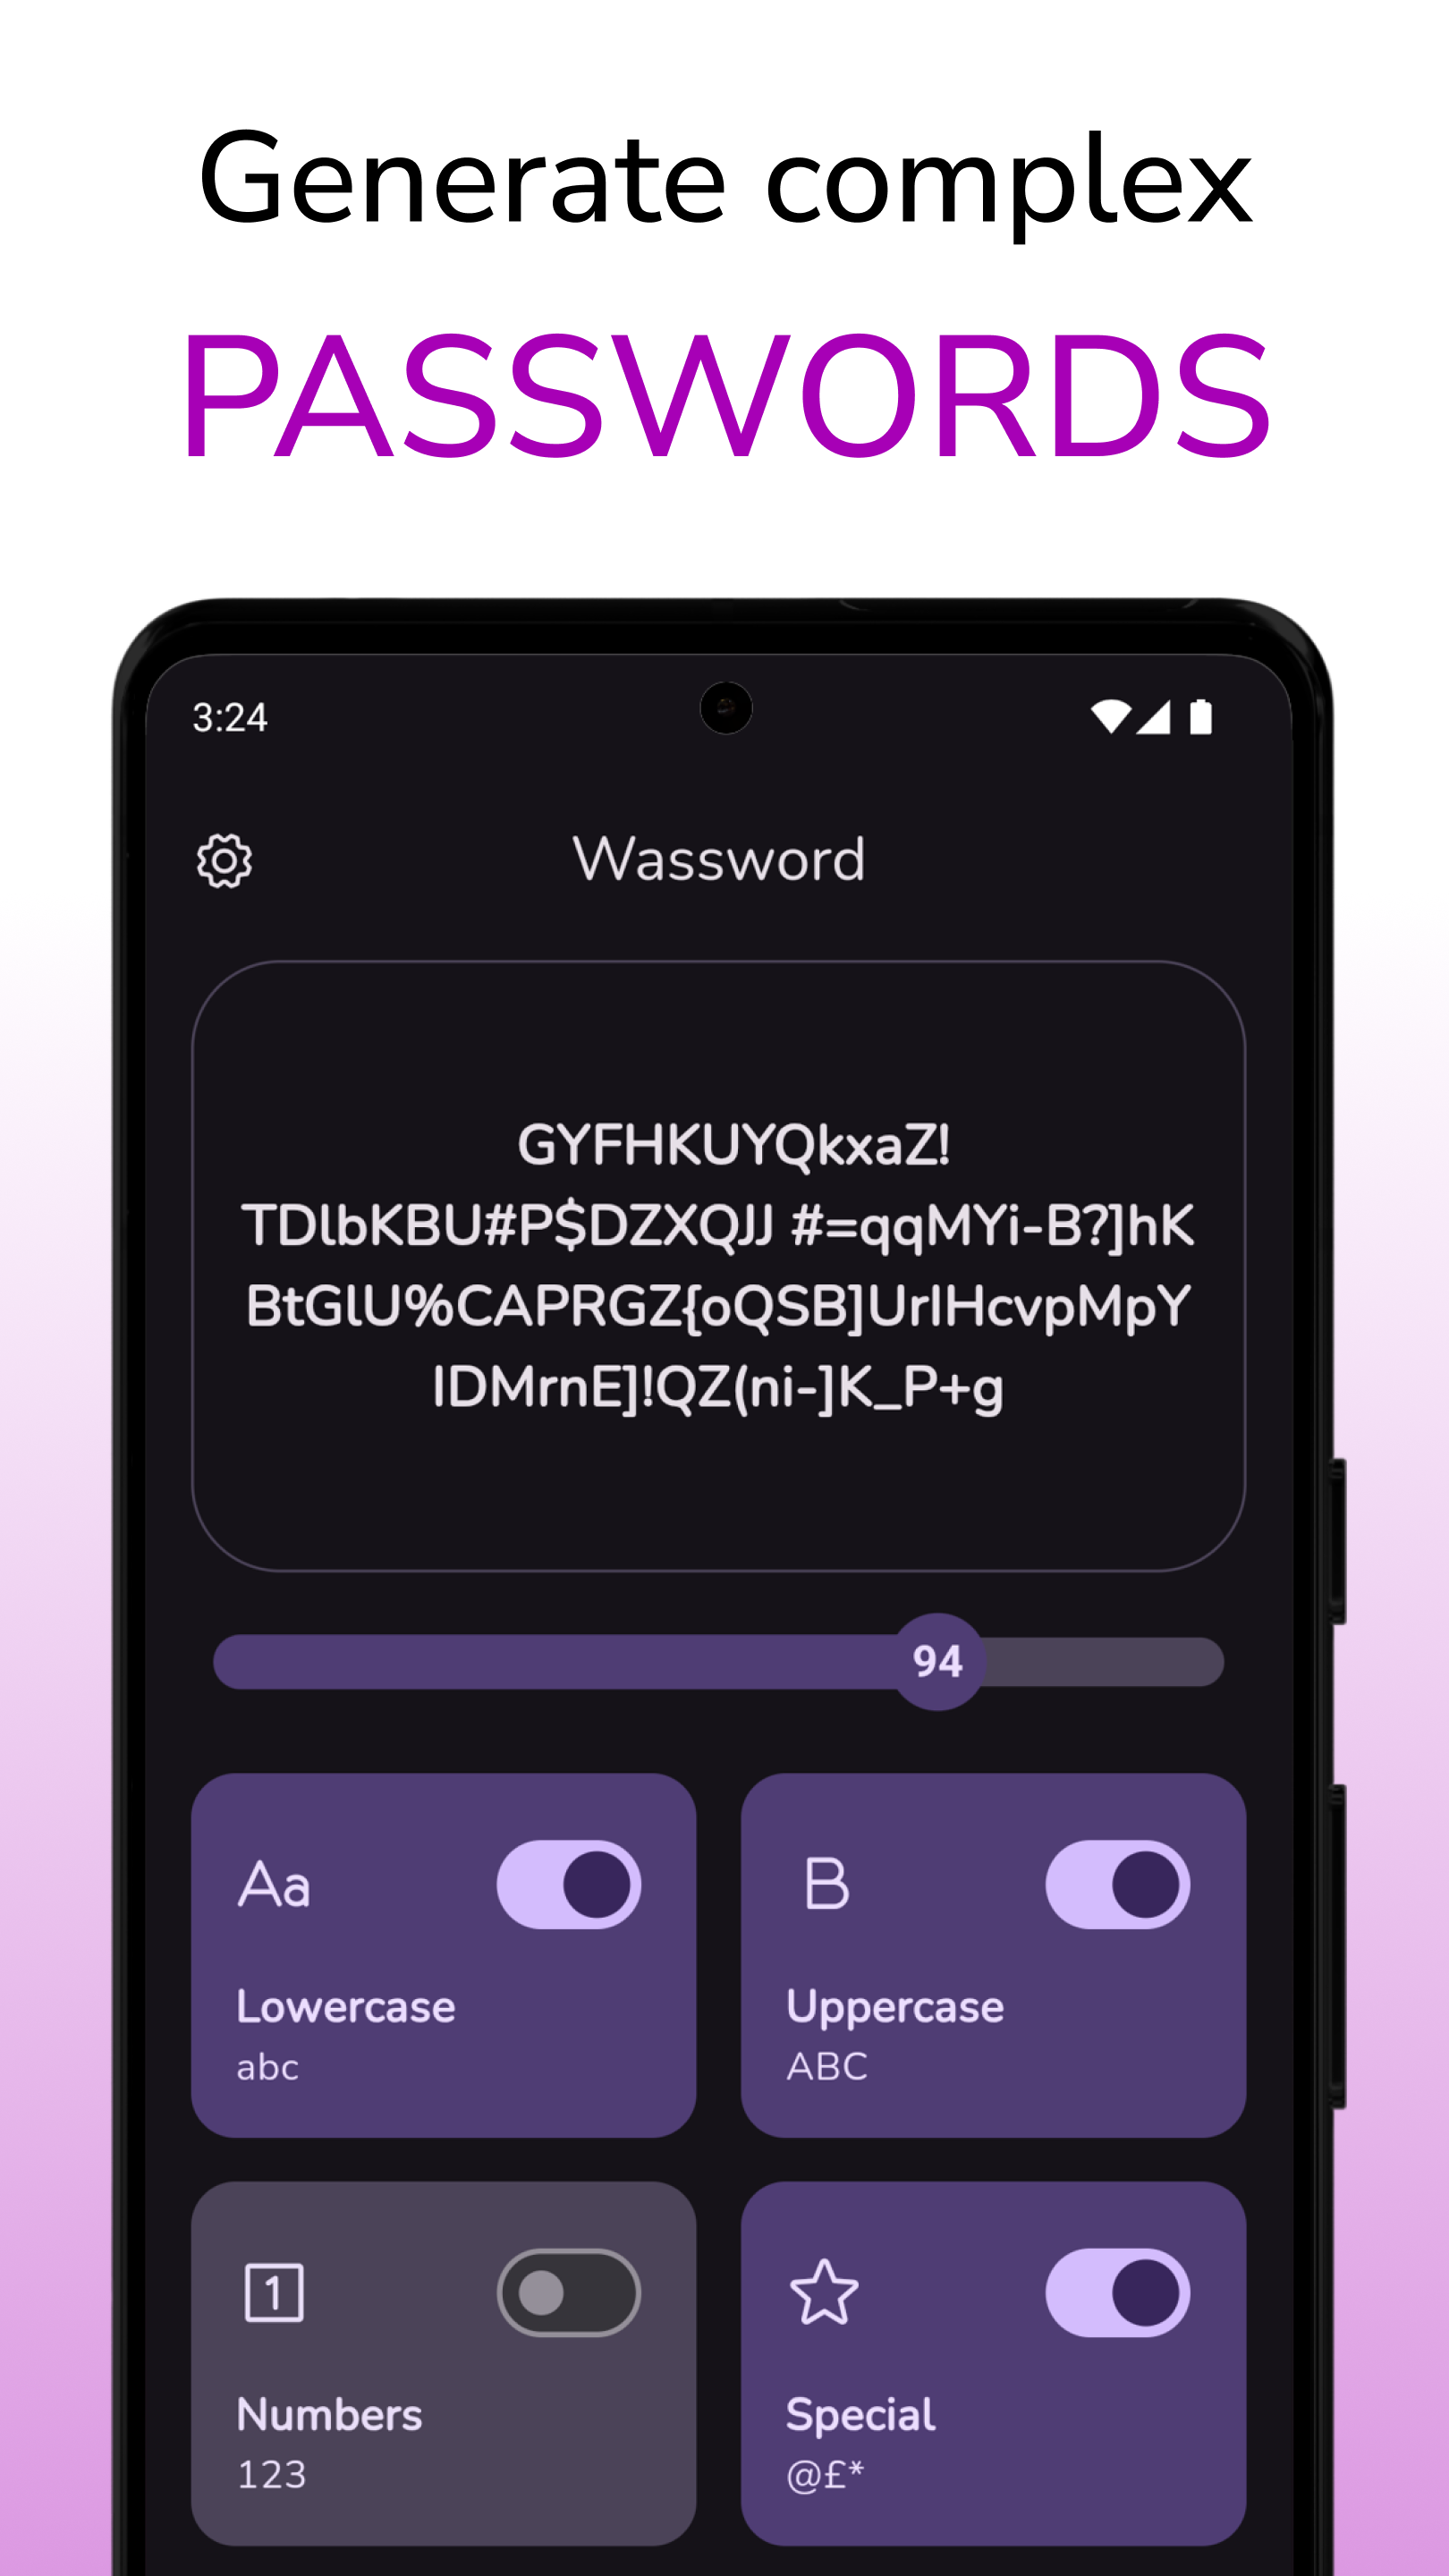 Generate complex
PASSWORDS
3:24
Wassword
GYFHKUYQkxaZ!
TDlbKBU#P$DZXQJJ #=qqMYi-B?]hK
BtGlU%CAPRGZ{oQSB]UrIHcvpMpY
IDMrnE]!QZ(ni-]K_P+g
94
Aa
B
Lowercase
abc
Uppercase
ABC
1
Numbers
123
Special
@£*